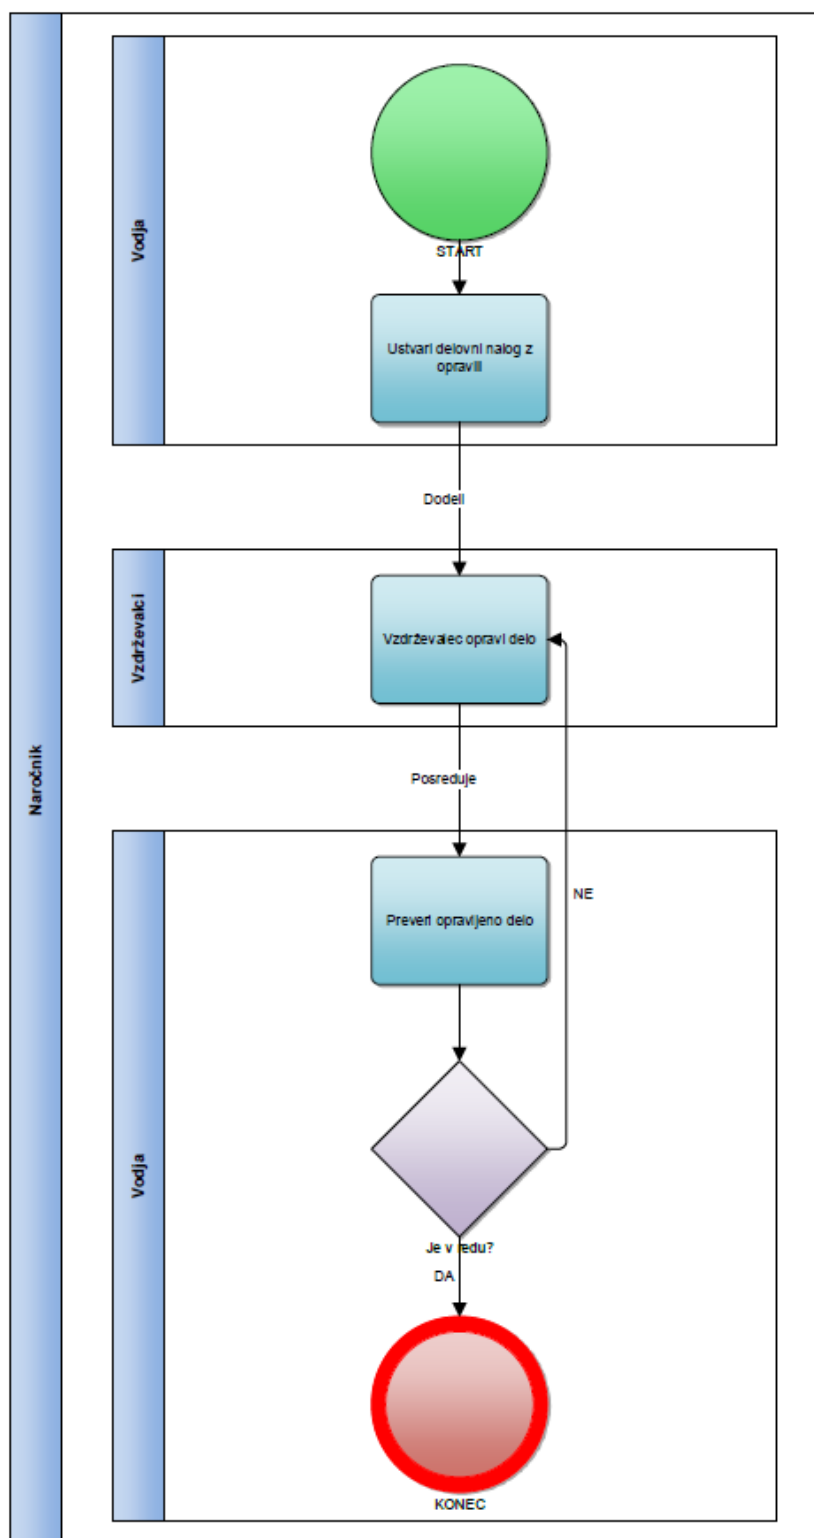 Naročnik
Vodja
START
Ustvari delovni nalog z
opravili
Dodeli
Vzdrževalci
Vzdrževalec opravi delo
Posreduje
Vodja
Preveri opravljeno delo
NE
Je v redu?
DA
KONEC